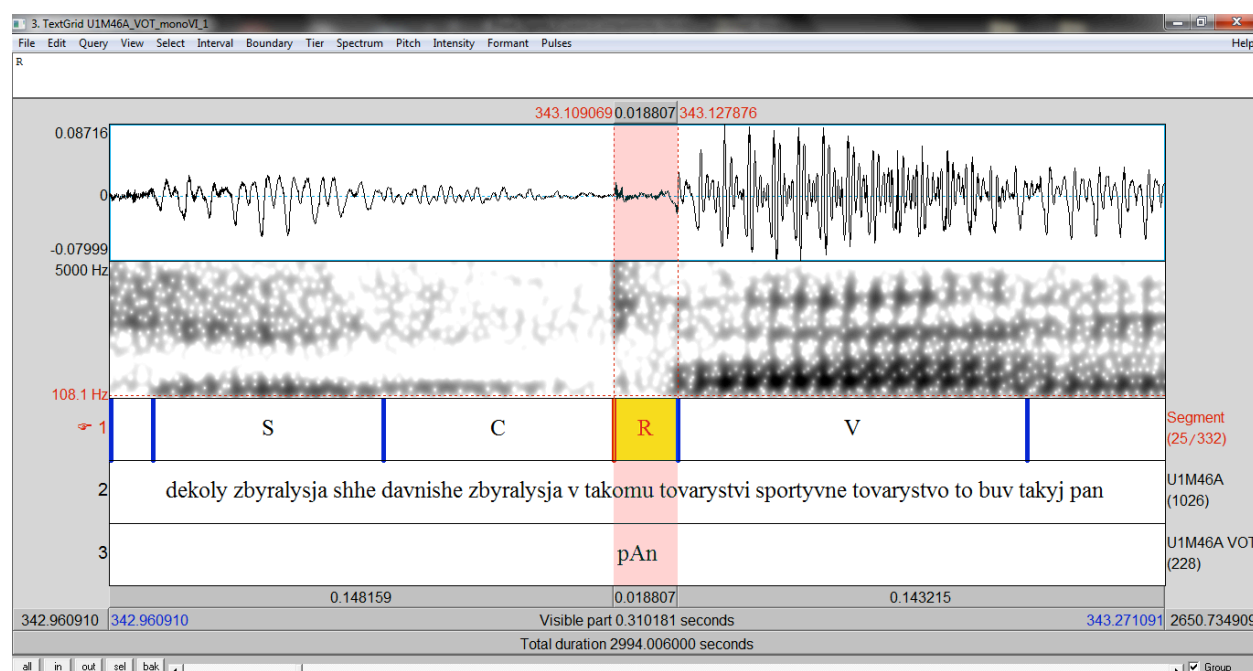 3. TextGrid U1M46A_VOT_monoVI_1
File Edit Query View Select Interval Boundary Tier Spectrum Pitch Intensity Formant Pulses Help
R
343.109069 0.018807 343.127876
0.08716
0
-0.07999
5000 Hz
108.1 Hz
1 S C R V Segment (25/332)
2 dekoly zbyralysja shhe davnishe zbyralysja v takomu tovarystvi sportyvne tovarystvo to buv takyj pan U1M46A (1026)
3 pAn U1M46A VOT (228)
0.148159 0.018807 0.143215
342.960910 342.960910 Visible part 0.310181 seconds 343.271091 2650.734909
Total duration 2994.006000 seconds
all in out sel bak Group